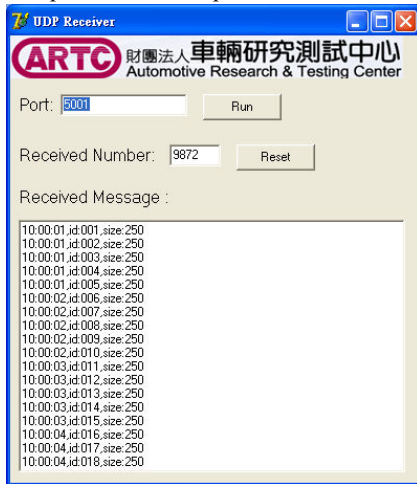 UDP Receiver
ARTC 財團法人車輛研究測試中心
Automotive Research & Testing Center
Port: 5001 Run
Received Number: 9872 Reset
Received Message :
10:00:01,id:001,size:250
10:00:01,id:002,size:250
10:00:01,id:003,size:250
10:00:01,id:004,size:250
10:00:01,id:005,size:250
10:00:02,id:006,size:250
10:00:02,id:007,size:250
10:00:02,id:008,size:250
10:00:02,id:009,size:250
10:00:02,id:010,size:250
10:00:03,id:011,size:250
10:00:03,id:012,size:250
10:00:03,id:013,size:250
10:00:03,id:014,size:250
10:00:03,id:015,size:250
10:00:04,id:016,size:250
10:00:04,id:017,size:250
10:00:04,id:018,size:250